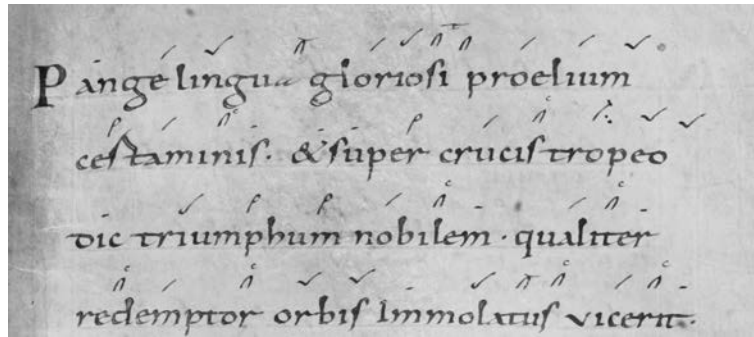 Pange lingua gloriosi proelium
certaminis. & super crucis tropeo
dic triumphum nobilem. qualiter
redemptor orbis immolatus vicerit.